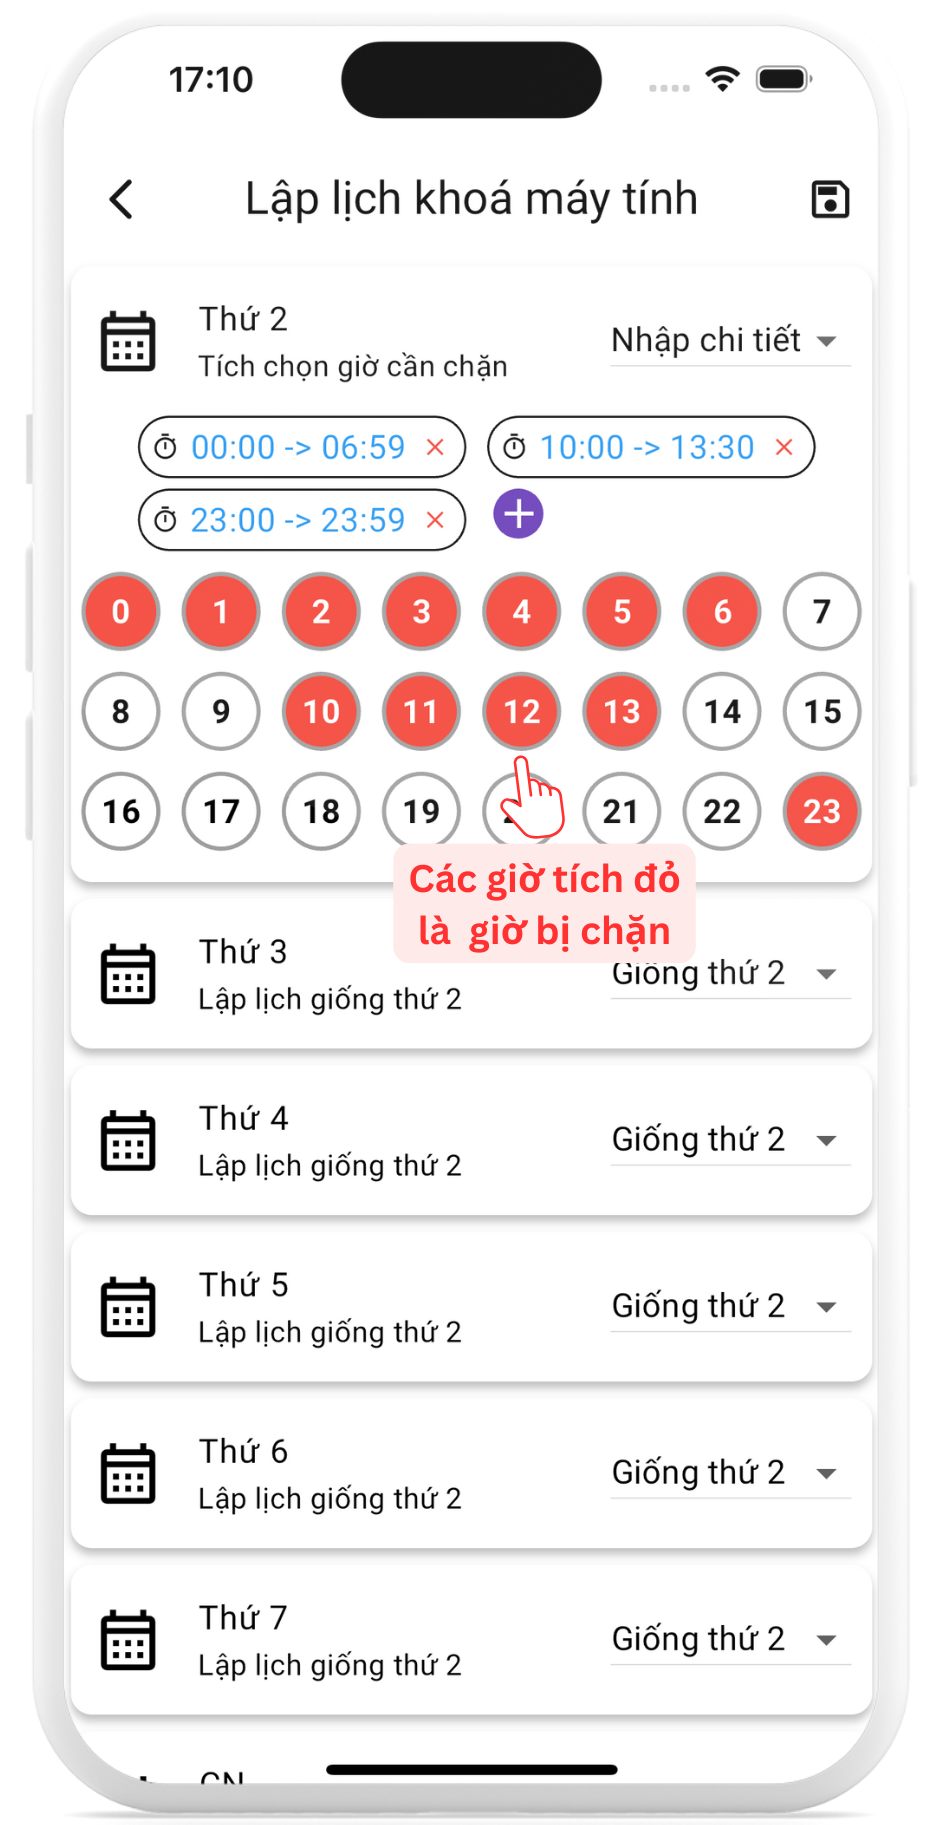 17:10
Lập lịch khoá máy tính
Thứ 2
Tích chọn giờ cần chặn
Nhập chi tiết
00:00 -> 06:59 × 10:00 -> 13:30 ×
23:00 -> 23:59 × +
0 1 2 3 4 5 6 7
8 9 10 11 12 13 14 15
16 17 18 19 21 22 23
Các giờ tích đỏ
là giờ bị chặn
Thứ 3
Lập lịch giống thứ 2
Giống thứ 2
Thứ 4
Lập lịch giống thứ 2
Giống thứ 2
Thứ 5
Lập lịch giống thứ 2
Giống thứ 2
Thứ 6
Lập lịch giống thứ 2
Giống thứ 2
Thứ 7
Lập lịch giống thứ 2
Giống thứ 2
CN